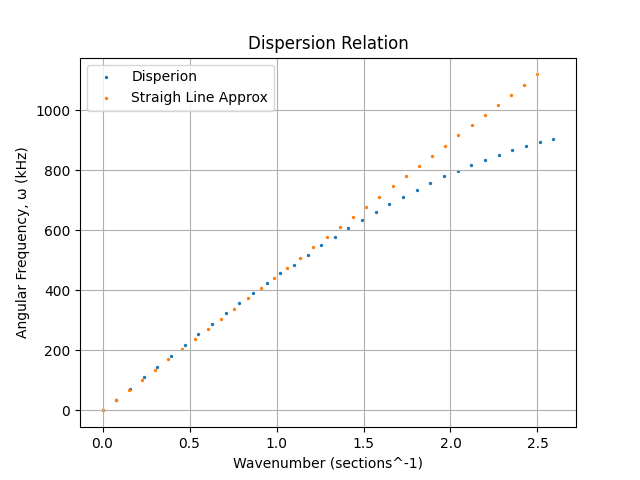 Dispersion Relation
Disperion
Straigh Line Approx
Angular Frequency, ω (kHz)
1000
800
600
400
200
0
0.0 0.5 1.0 1.5 2.0 2.5
Wavenumber (sections^-1)